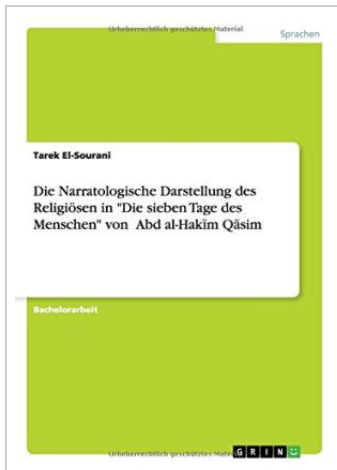 Urheberrechtlich geschütztes Material
Sprachen
Tarek El-Sourani
Die Narratologische Darstellung des
Religiösen in "Die sieben Tage des
Menschen" von Abd al-Hakīm Qāsim
Bachelorarbeit
Urheberrechtlich geschütztes Material
GRIN